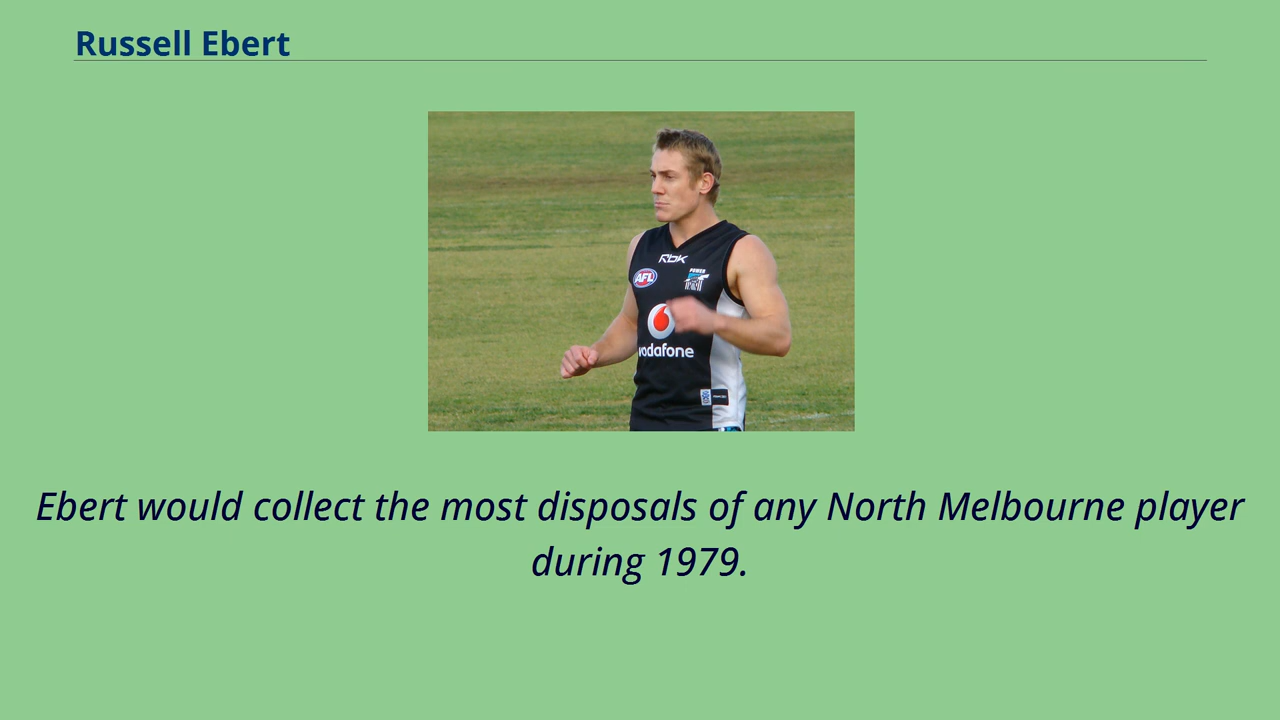 Russell Ebert
RBK
AFL
POWER
vodafone
Ebert would collect the most disposals of any North Melbourne player
during 1979.